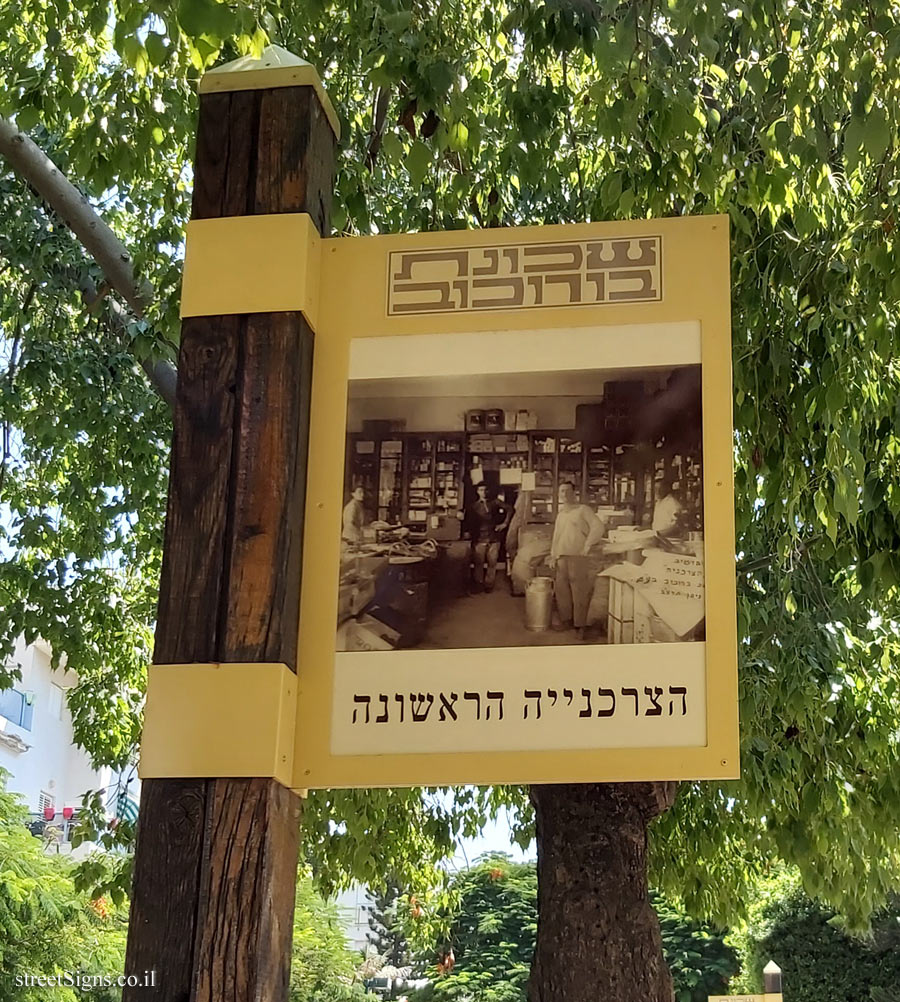 שכונת
בורוכוב
הצרכנייה הראשונה
streetSigns.co.il